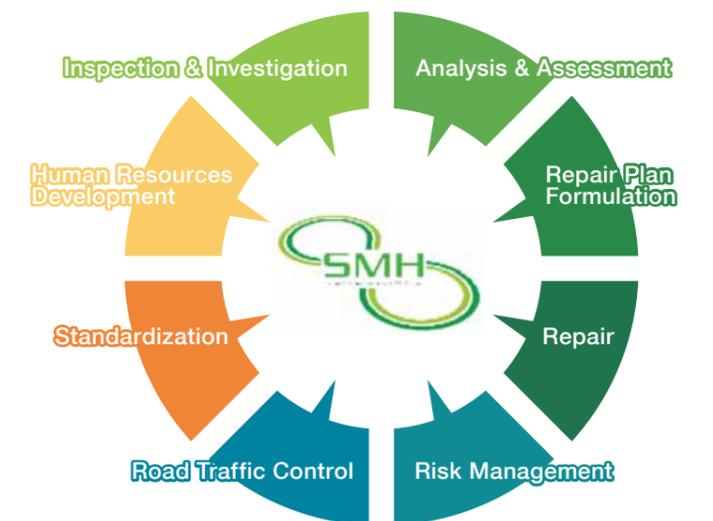 Inspection & Investigation
Analysis & Assessment
Human Resources
Development
Repair Plan
Formulation
SMH
Standardization
Repair
Road Traffic Control
Risk Management